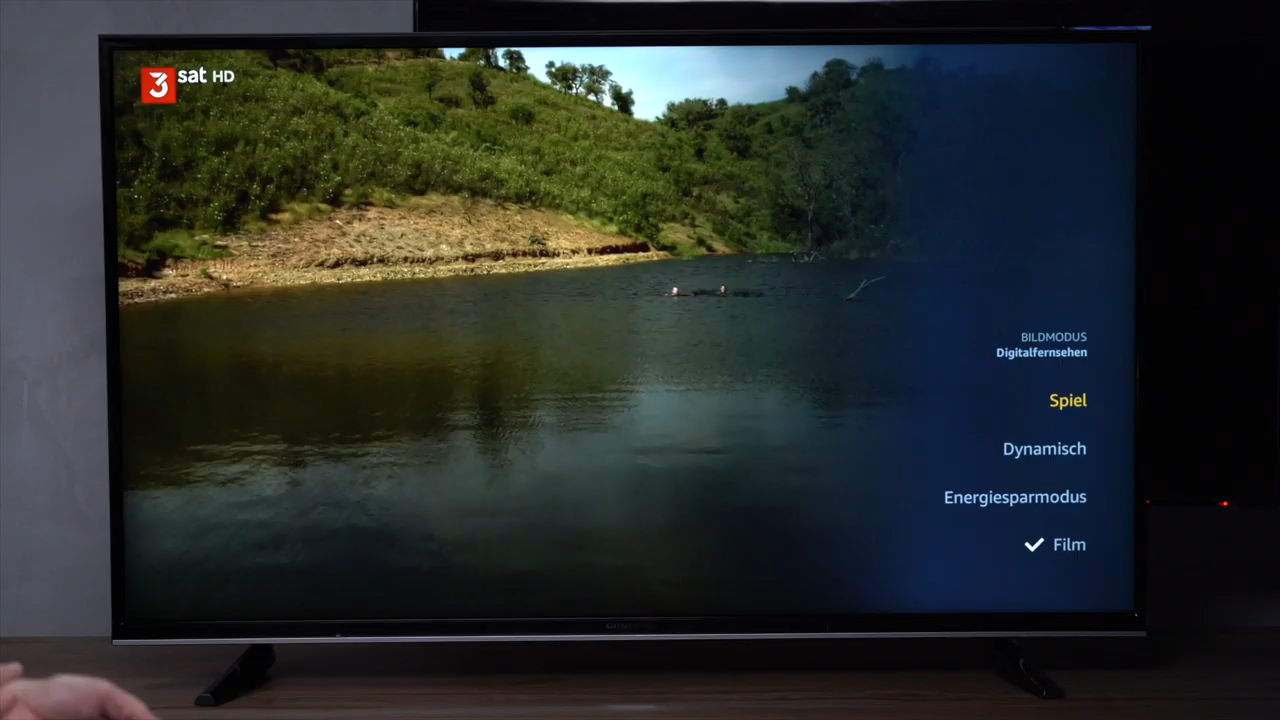 3sat HD
BILDMODUS
Digitalfernsehen
Spiel
Dynamisch
Energiesparmodus
Film